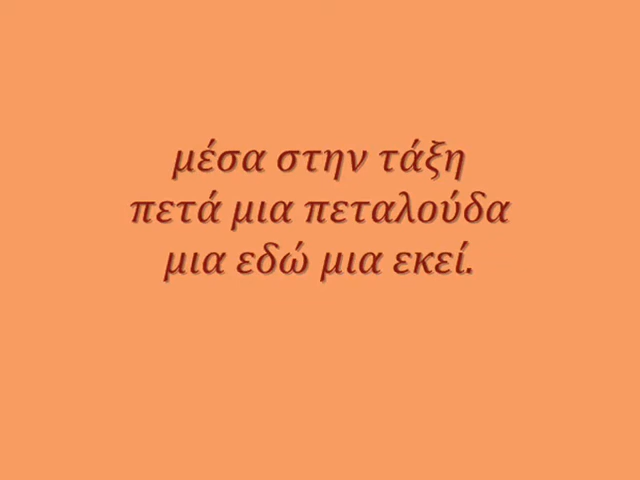 μέσα στην τάξη
πετά μια πεταλούδα
μια εδώ μια εκεί.